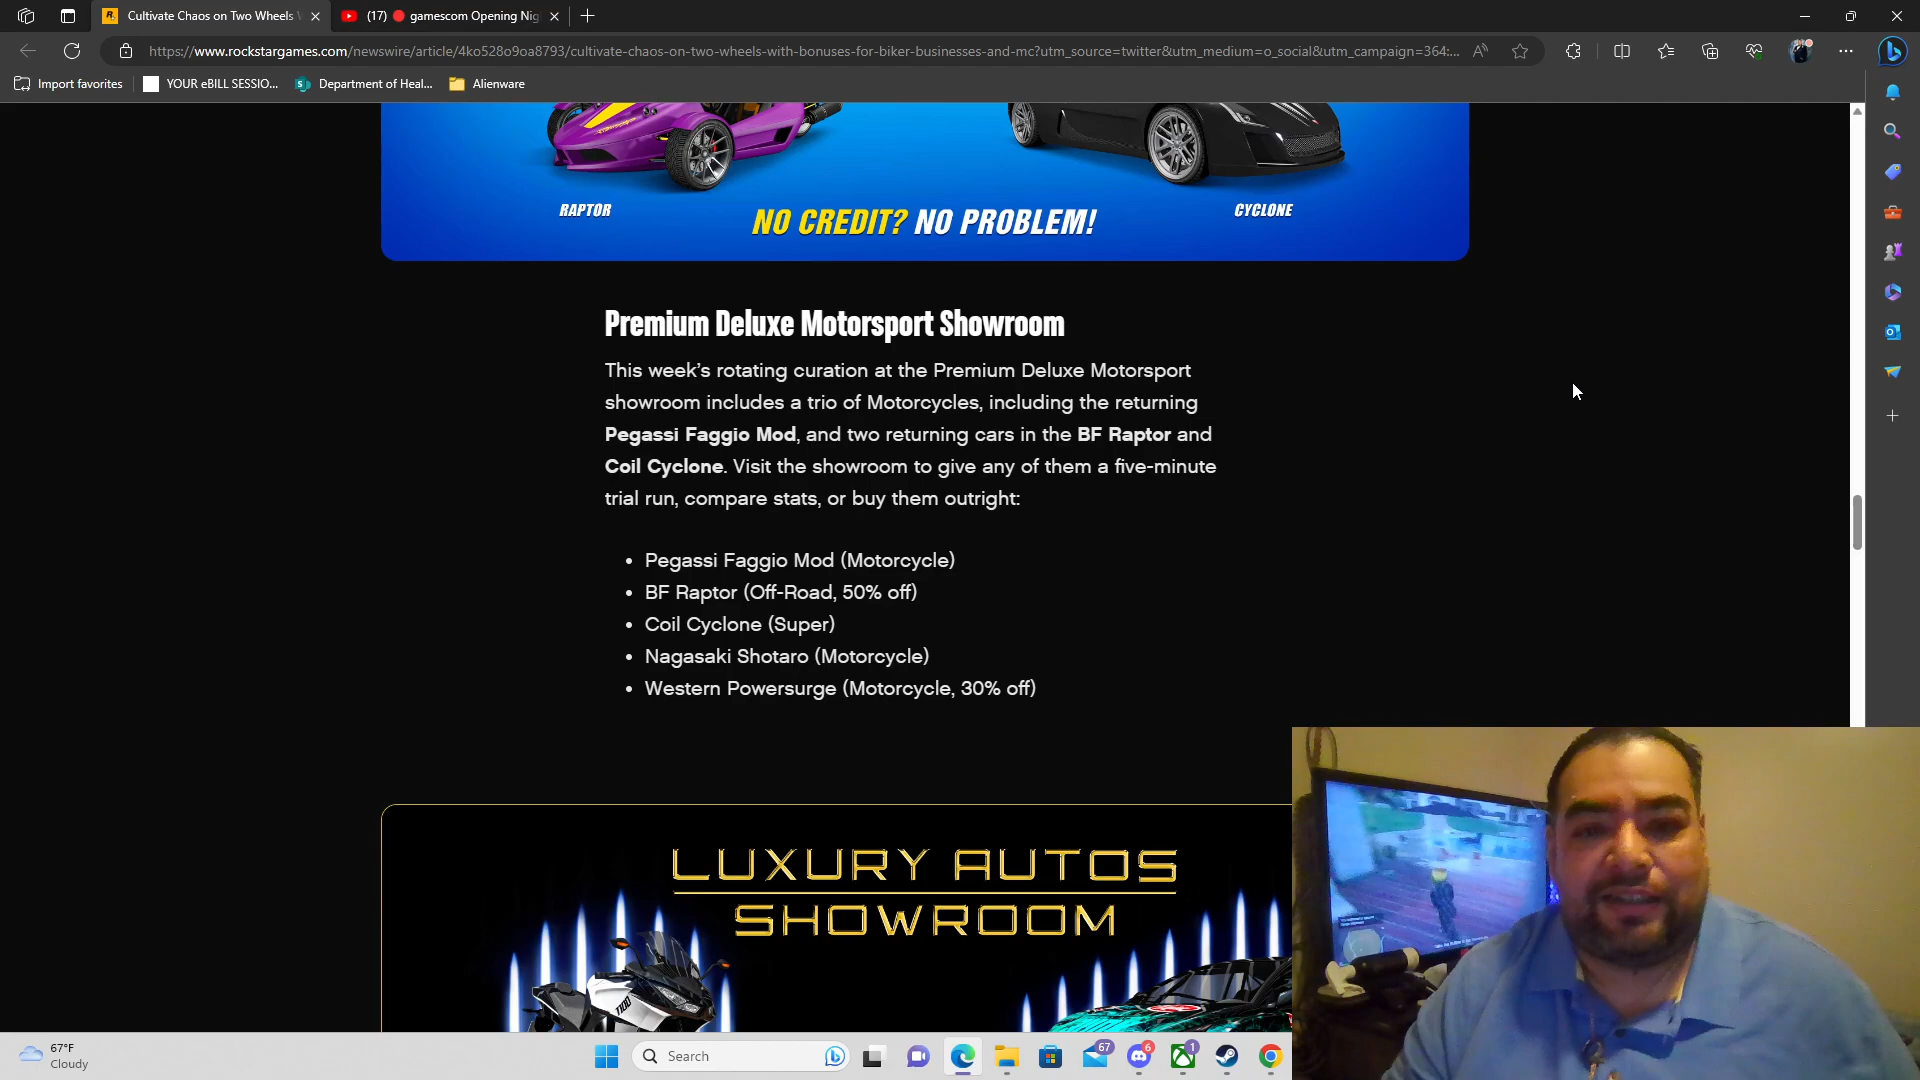 Cultivate Chaos on Two Wheels
(17) gamescom Opening Nig
https://www.rockstargames.com/newswire/article/4ko528o9oa8793/cultivate-chaos-on-two-wheels-with-bonuses-for-biker-businesses-and-mc?utm_source=twitter&utm_medium=o_social&utm_campaign=364:...
Import favorites
YOUR eBILL SESSIO...
Department of Heal...
Alienware
RAPTOR
NO CREDIT? NO PROBLEM!
CYCLONE
Premium Deluxe Motorsport Showroom
This week’s rotating curation at the Premium Deluxe Motorsport
showroom includes a trio of Motorcycles, including the returning
Pegassi Faggio Mod, and two returning cars in the BF Raptor and
Coil Cyclone. Visit the showroom to give any of them a five-minute
trial run, compare stats, or buy them outright:
• Pegassi Faggio Mod (Motorcycle)
• BF Raptor (Off-Road, 50% off)
• Coil Cyclone (Super)
• Nagasaki Shotaro (Motorcycle)
• Western Powersurge (Motorcycle, 30% off)
LUXURY AUTOS
SHOWROOM
67°F
Cloudy
Search
67
6
1